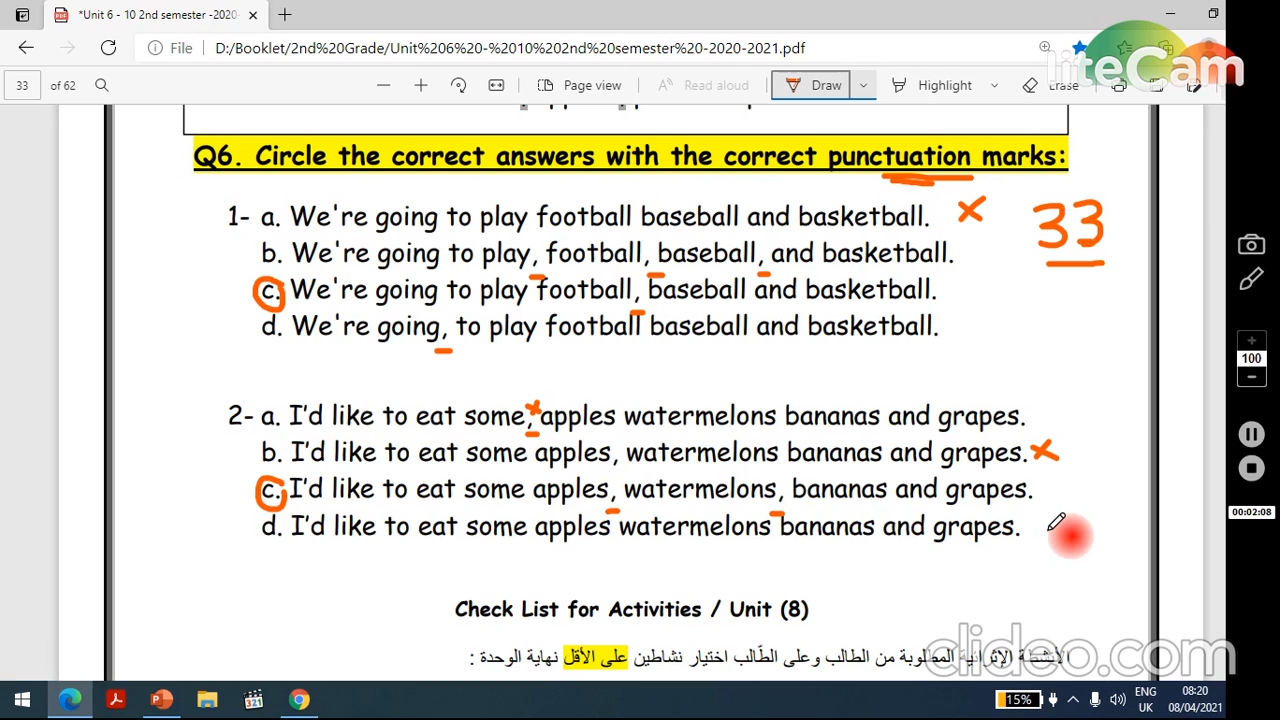 *Unit 6 - 10 2nd semester -2020-
File
D:/Booklet/2nd%20Grade/Unit%206%20-%2010%202nd%20semester%20-2020-2021.pdf
liteCam
33 of 62
Page view
Read aloud
Draw
Highlight
Erase
Q6. Circle the correct answers with the correct punctuation marks:
33
1- a. We're going to play football baseball and basketball.
b. We're going to play, football, baseball, and basketball.
c. We're going to play football, baseball and basketball.
d. We're going, to play football baseball and basketball.
2- a. I'd like to eat some, apples watermelons bananas and grapes.
b. I'd like to eat some apples, watermelons bananas and grapes.
c. I'd like to eat some apples, watermelons, bananas and grapes.
d. I'd like to eat some apples watermelons bananas and grapes.
100
00:02:08
Check List for Activities / Unit (8)
الأنشطة الإثرائية المطلوبة من الطالب وعلى الطّالب اختيار نشاطين على الأقل نهاية الوحدة :
clideo.com
321
15%
ENG
UK
08:20
08/04/2021